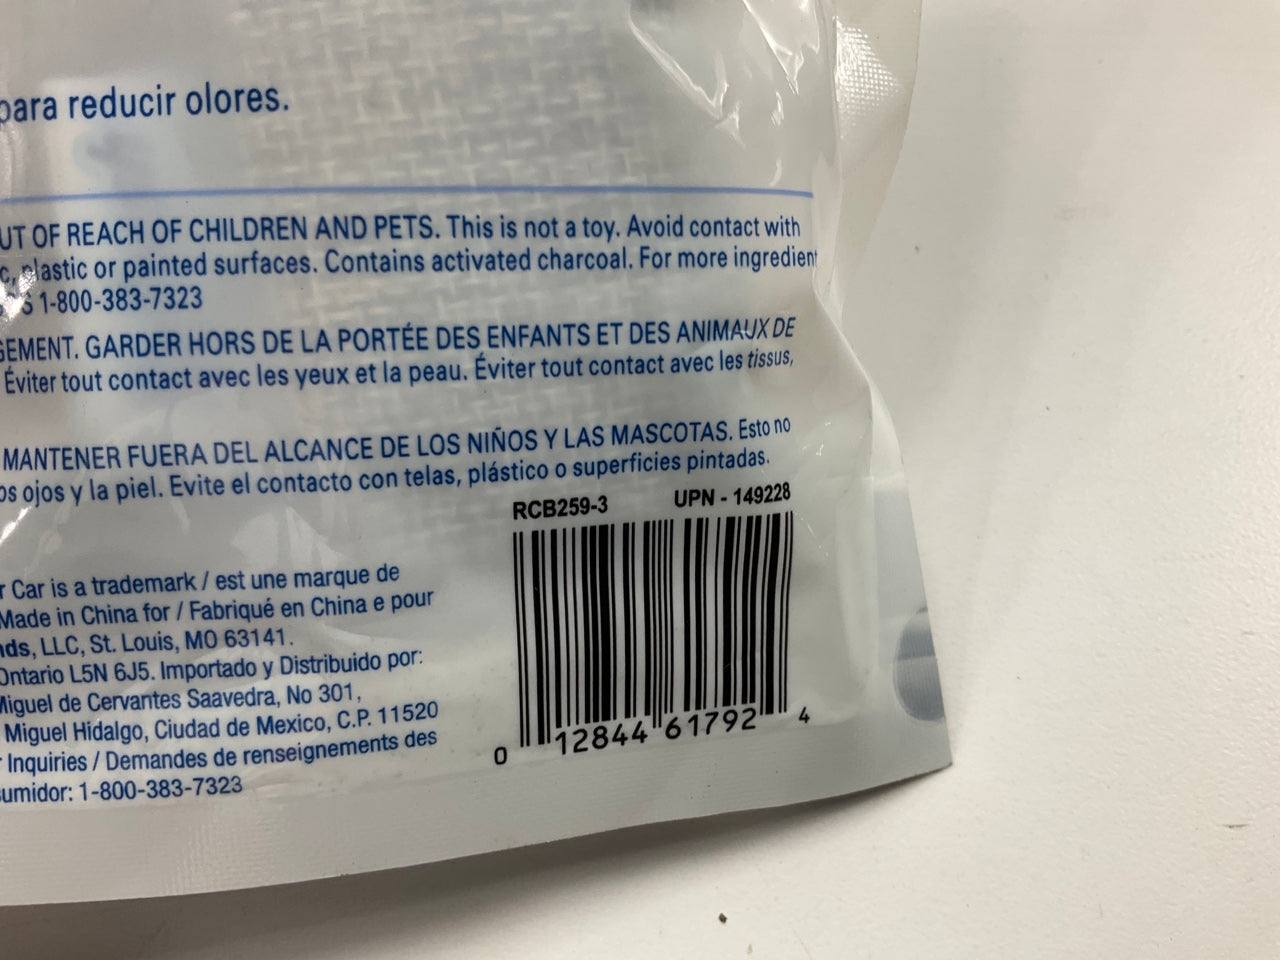 para reducir olores.
UT OF REACH OF CHILDREN AND PETS. This is not a toy. Avoid contact with
c, plastic or painted surfaces. Contains activated charcoal. For more ingredient
1-800-383-7323
GEMENT. GARDER HORS DE LA PORTÉE DES ENFANTS ET DES ANIMAUX DE
Éviter tout contact avec les yeux et la peau. Éviter tout contact avec les tissus,
MANTENER FUERA DEL ALCANCE DE LOS NIÑOS Y LAS MASCOTAS. Esto no
os ojos y la piel. Evite el contacto con telas, plástico o superficies pintadas.
RCB259-3 UPN - 149228
r Car is a trademark / est une marque de
Made in China for / Fabriqué en China e pour
nds, LLC, St. Louis, MO 63141.
Ontario L5N 6J5. Importado y Distribuido por:
Miguel de Cervantes Saavedra, No 301,
Miguel Hidalgo, Ciudad de Mexico, C.P. 11520
r Inquiries / Demandes de renseignements des
sumidor: 1-800-383-7323
0 12844 61792 4